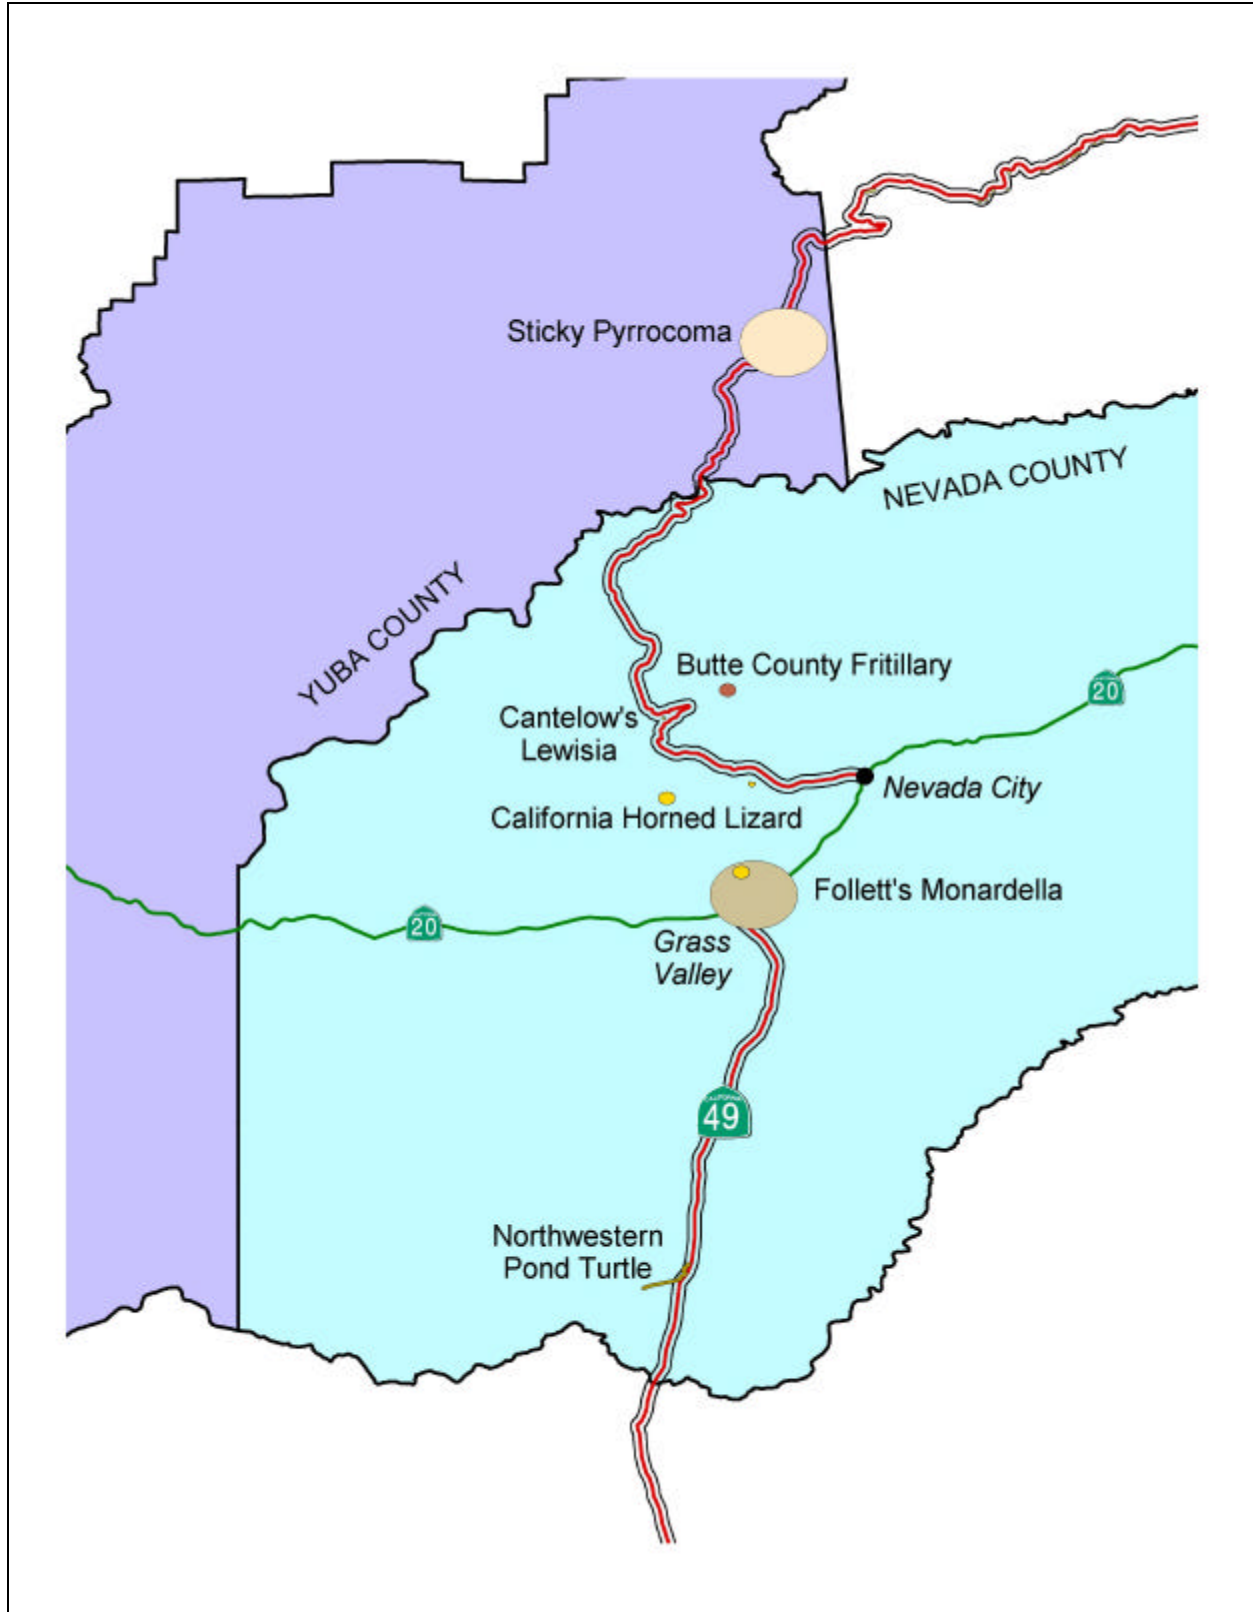 Sticky Pyrrocoma
NEVADA COUNTY
YUBA COUNTY
Butte County Fritillary
20
Cantelow's
Lewisia
Nevada City
California Horned Lizard
Follett's Monardella
20
Grass
Valley
CALIFORNIA
49
Northwestern
Pond Turtle